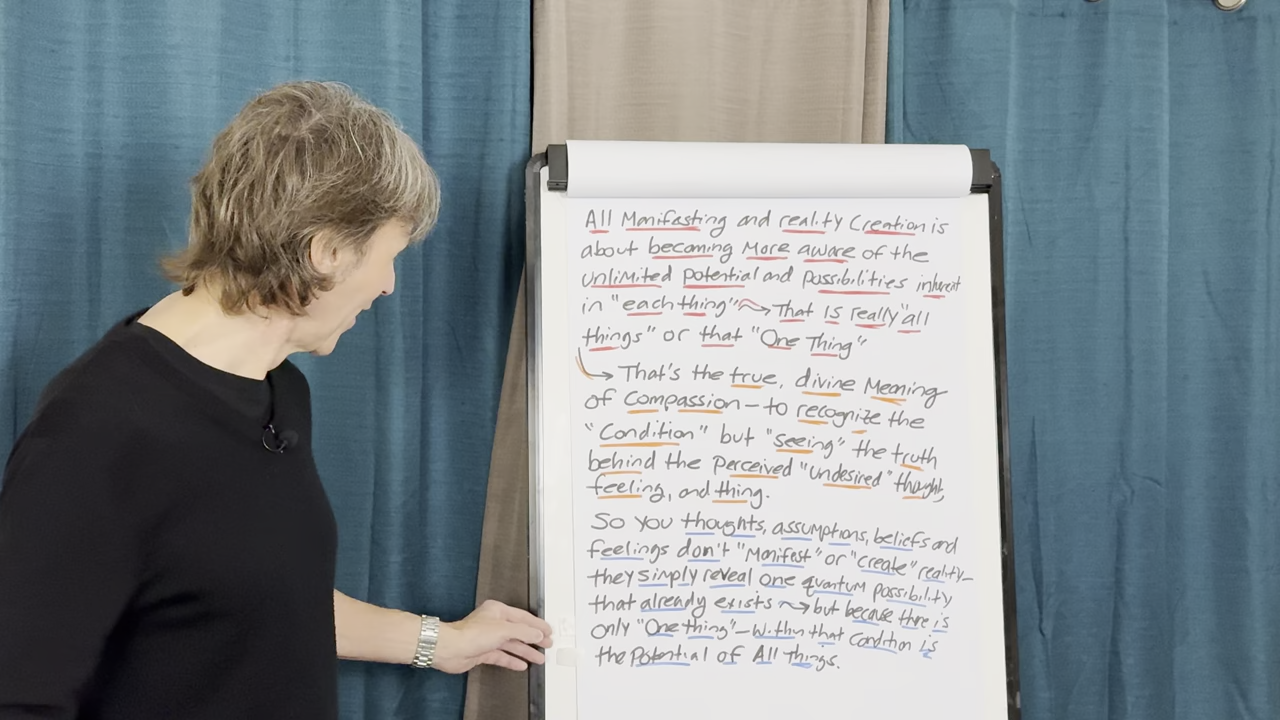 All Manifesting and reality Creation is
about becoming More aware of the
unlimited potential and possibilities inherent
in "each thing" → That is really "all
things" or that "One Thing"
→ That's the true, divine Meaning
of Compassion – to recognize the
"Condition" but "seeing" the truth
behind the perceived "undesired" thought,
feeling, and thing.
So you thoughts, assumptions, beliefs and
feelings don't "Manifest" or "create" reality –
they simply reveal one quantum possibility
that already exists → but because there is
only "One thing" – within that condition is
the Potential of All Things.